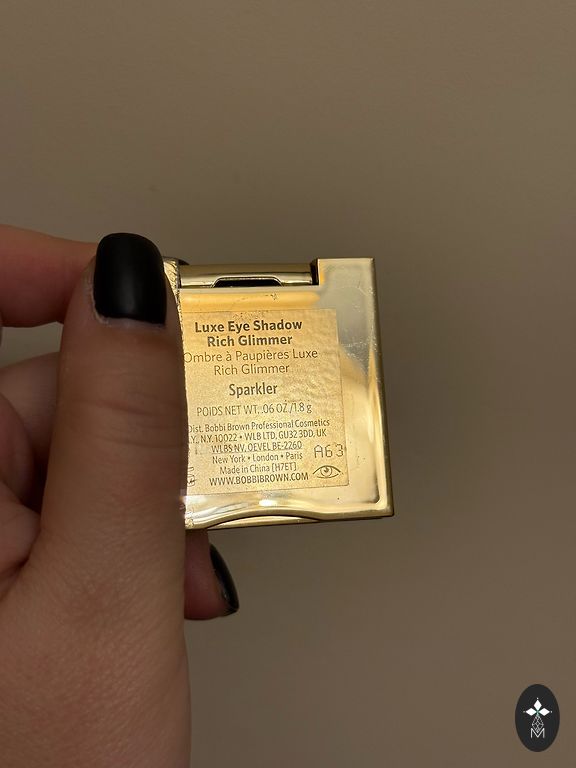 Luxe Eye Shadow
Rich Glimmer
Ombre à Paupières Luxe
Rich Glimmer
Sparkler
POIDS NET WT. .06 OZ./1.8 g
Dist. Bobbi Brown Professional Cosmetics
N.Y., N.Y. 10022 • WLB LTD, GU32 3DD, UK
WLBS NV, OEVEL BE-2260
New York • London • Paris
Made in China [H7ET]
WWW.BOBBIBROWN.COM
A63
M